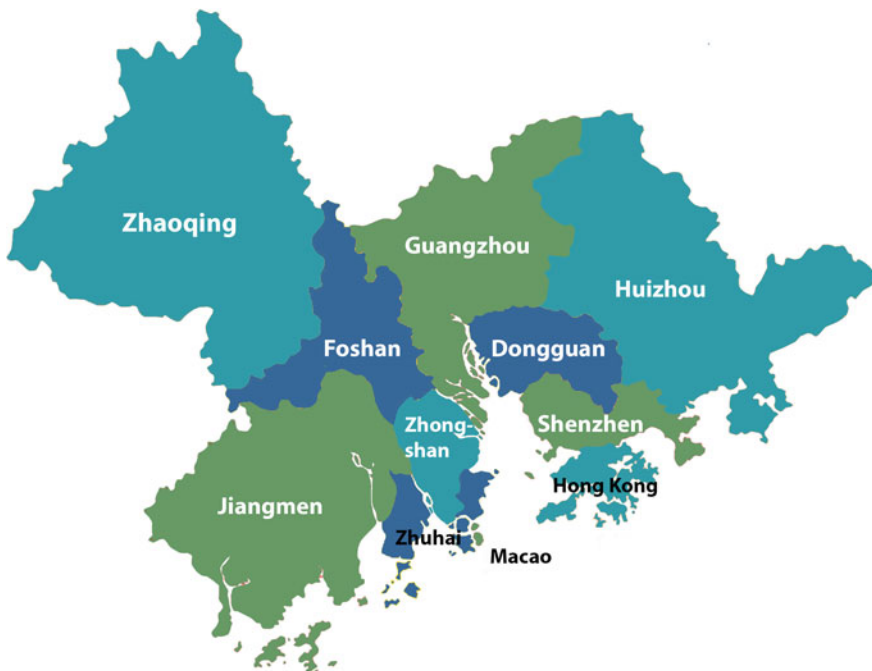 Zhaoqing
Guangzhou
Huizhou
Foshan
Dongguan
Zhong-
shan
Shenzhen
Hong Kong
Jiangmen
Zhuhai
Macao